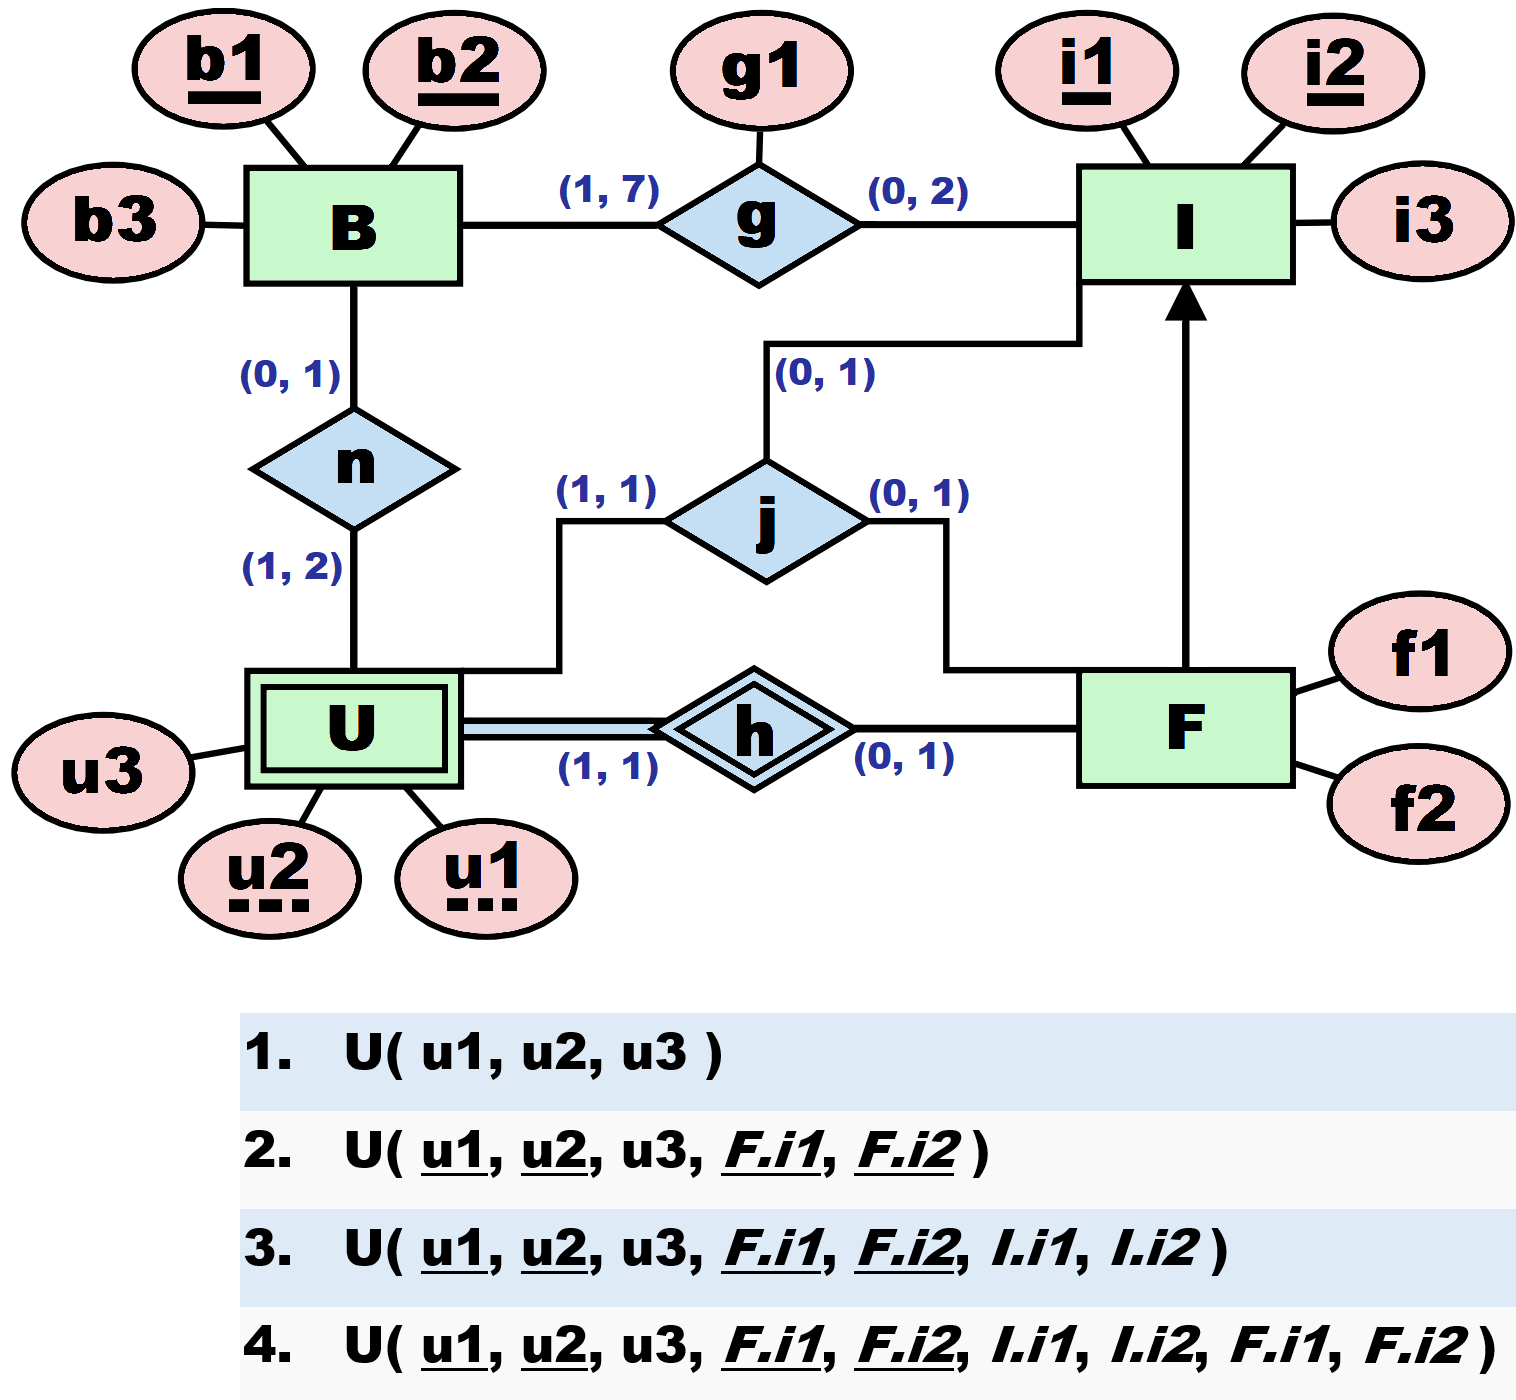 b1
b2
g1
i1
i2
b3
B
(1, 7)
g
(0, 2)
I
i3
(0, 1)
(0, 1)
n
(1, 1)
j
(0, 1)
(1, 2)
f1
U
h
F
u3
(1, 1)
(0, 1)
f2
u2
u1
1. U( u1, u2, u3 )
2. U( u1, u2, u3, F.i1, F.i2 )
3. U( u1, u2, u3, F.i1, F.i2, I.i1, I.i2 )
4. U( u1, u2, u3, F.i1, F.i2, I.i1, I.i2, F.i1, F.i2 )